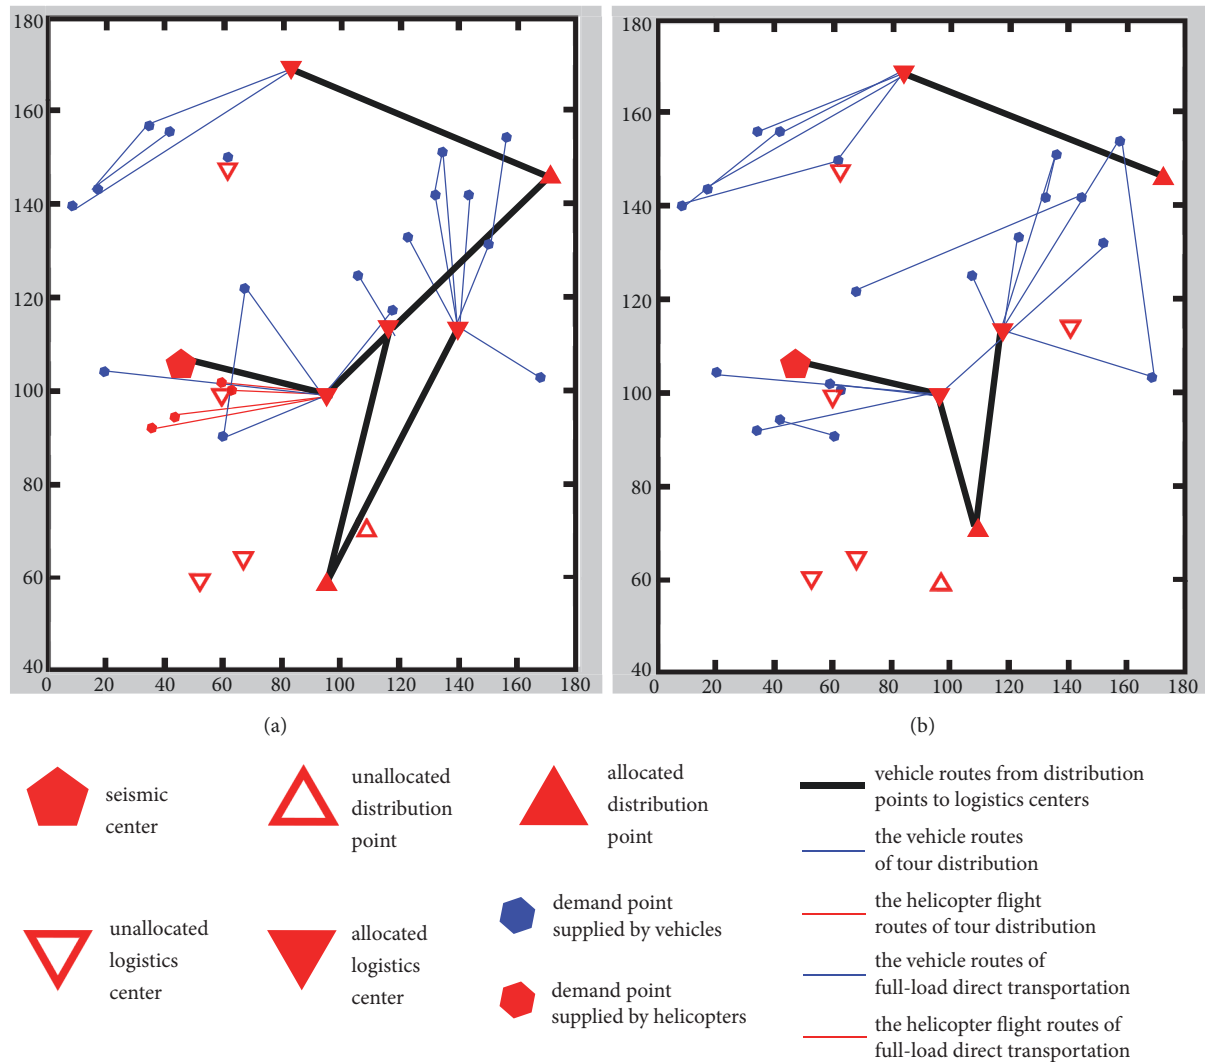 180
160
140
120
100
80
60
40
0 20 40 60 80 100 120 140 160 180
(a)
180
160
140
120
100
80
60
40
0 20 40 60 80 100 120 140 160 180
(b)
seismic
center
unallocated
distribution
point
allocated
distribution
point
unallocated
logistics
center
allocated
logistics
center
demand point
supplied by vehicles
demand point
supplied by helicopters
vehicle routes from distribution
points to logistics centers
the vehicle routes
of tour distribution
the helicopter flight
routes of tour distribution
the vehicle routes of
full-load direct transportation
the helicopter flight routes of
full-load direct transportation